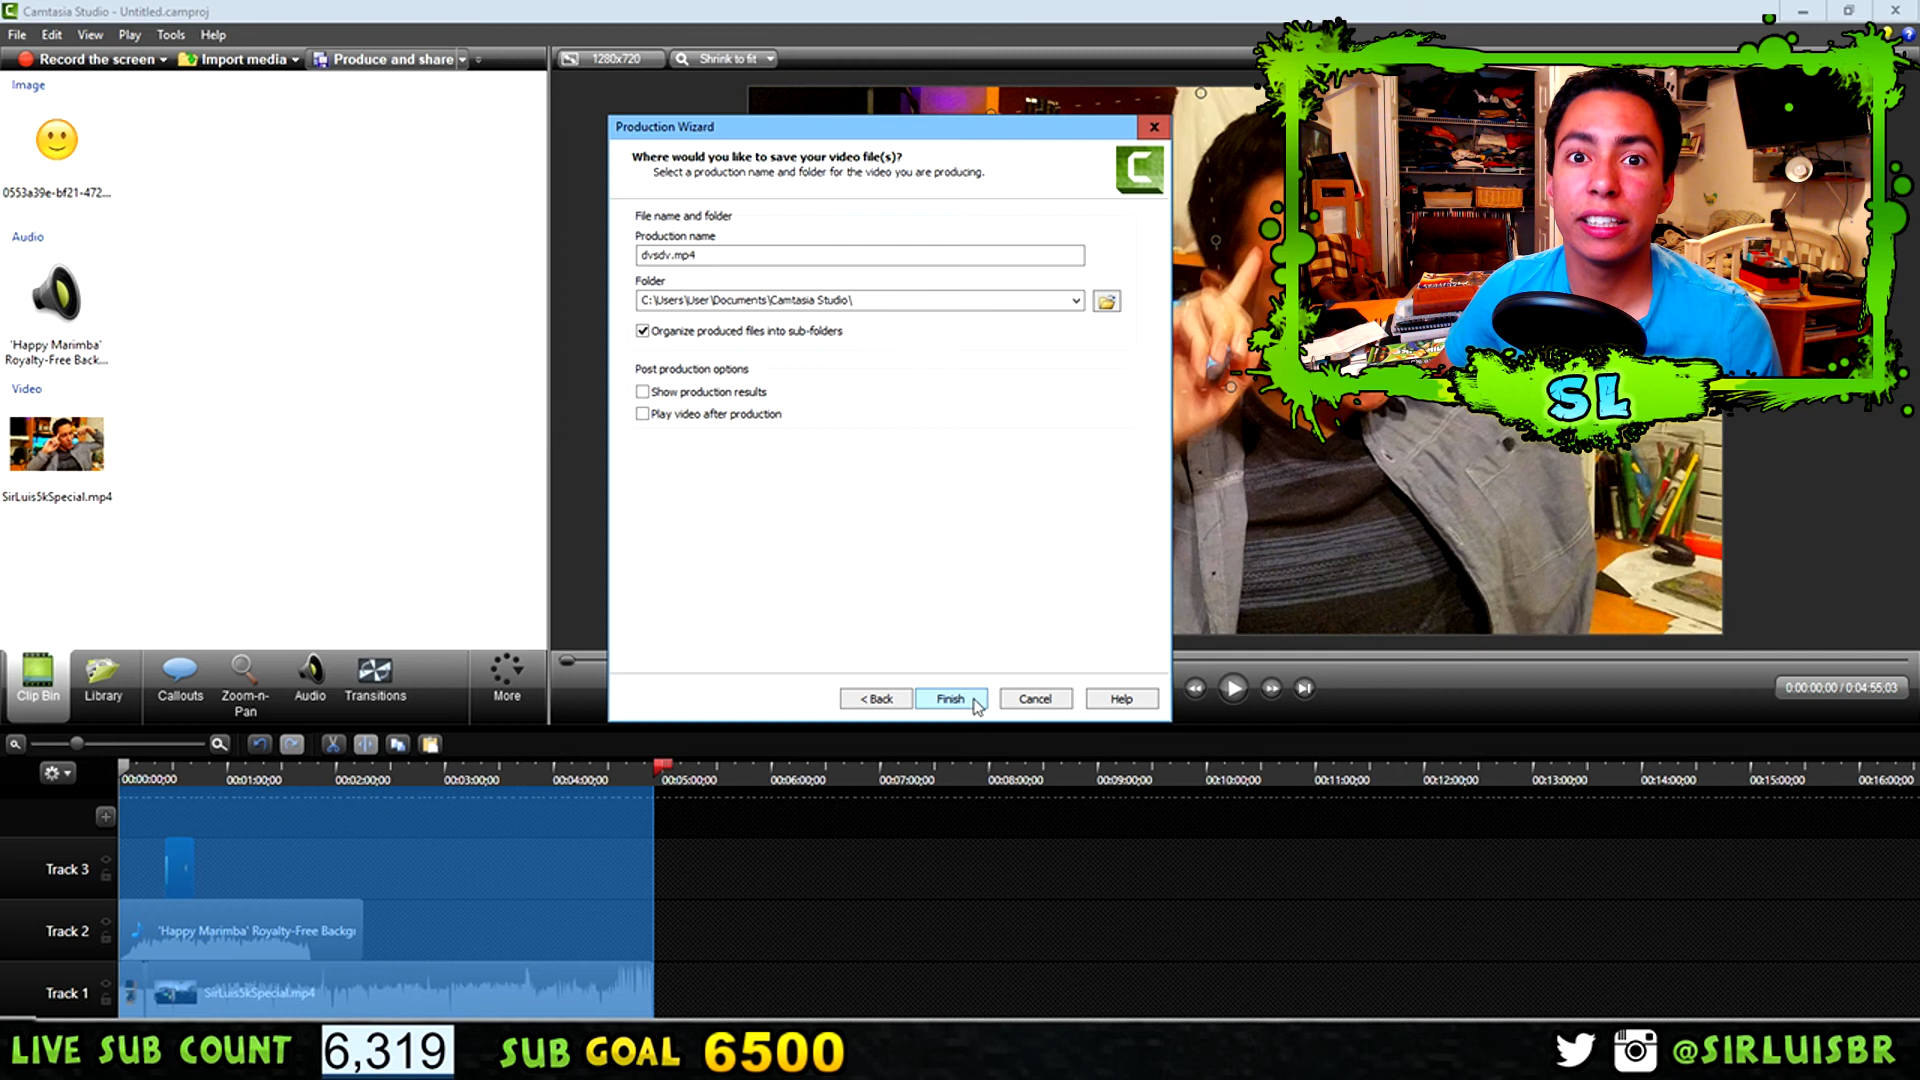 Camtasia Studio - Untitled.camproj
File Edit View Play Tools Help
Record the screen Import media Produce and share
1280x720 Shrink to fit
Image
0553a39e-bf21-472...
Audio
'Happy Marimba'
Royalty-Free Back...
Video
SirLuis5kSpecial.mp4
Production Wizard
Where would you like to save your video file(s)?
Select a production name and folder for the video you are producing.
File name and folder
Production name
dvsdv.mp4
Folder
C:\Users\User\Documents\Camtasia Studio\
Organize produced files into sub-folders
Post production options
Show production results
Play video after production
< Back Finish Cancel Help
SL
Clip Bin Library Callouts Zoom-n-Pan Audio Transitions More
0:00:00;00 / 0:04:55;03
00:00:00;00 00:01:00;00 00:02:00;00 00:03:00;00 00:04:00;00 00:05:00;00 00:06:00;00 00:07:00;00 00:08:00;00 00:09:00;00 00:10:00;00 00:11:00;00 00:12:00;00 00:13:00;00 00:14:00;00 00:15:00;00 00:16:00;00
Track 3
Track 2 'Happy Marimba' Royalty-Free Backgr
Track 1 SirLuis5kSpecial.mp4
LIVE SUB COUNT 6,319 SUB GOAL 6500 @SIRLUISBR